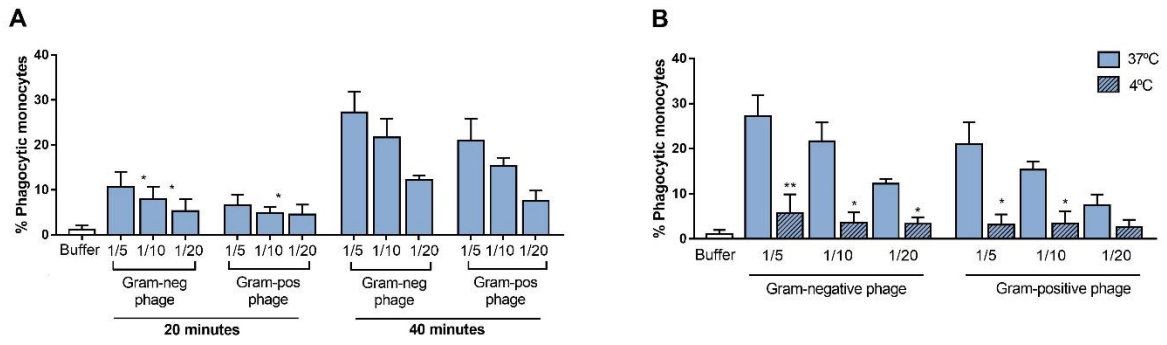 A
% Phagocytic monocytes
40
30
20
10
0
* * *
Buffer 1/5 1/10 1/20 1/5 1/10 1/20 1/5 1/10 1/20 1/5 1/10 1/20
Gram-neg phage
Gram-pos phage
Gram-neg phage
Gram-pos phage
20 minutes
40 minutes
B
% Phagocytic monocytes
40
30
20
10
0
37ºC
4ºC
** * * * *
Buffer 1/5 1/10 1/20 1/5 1/10 1/20
Gram-negative phage
Gram-positive phage